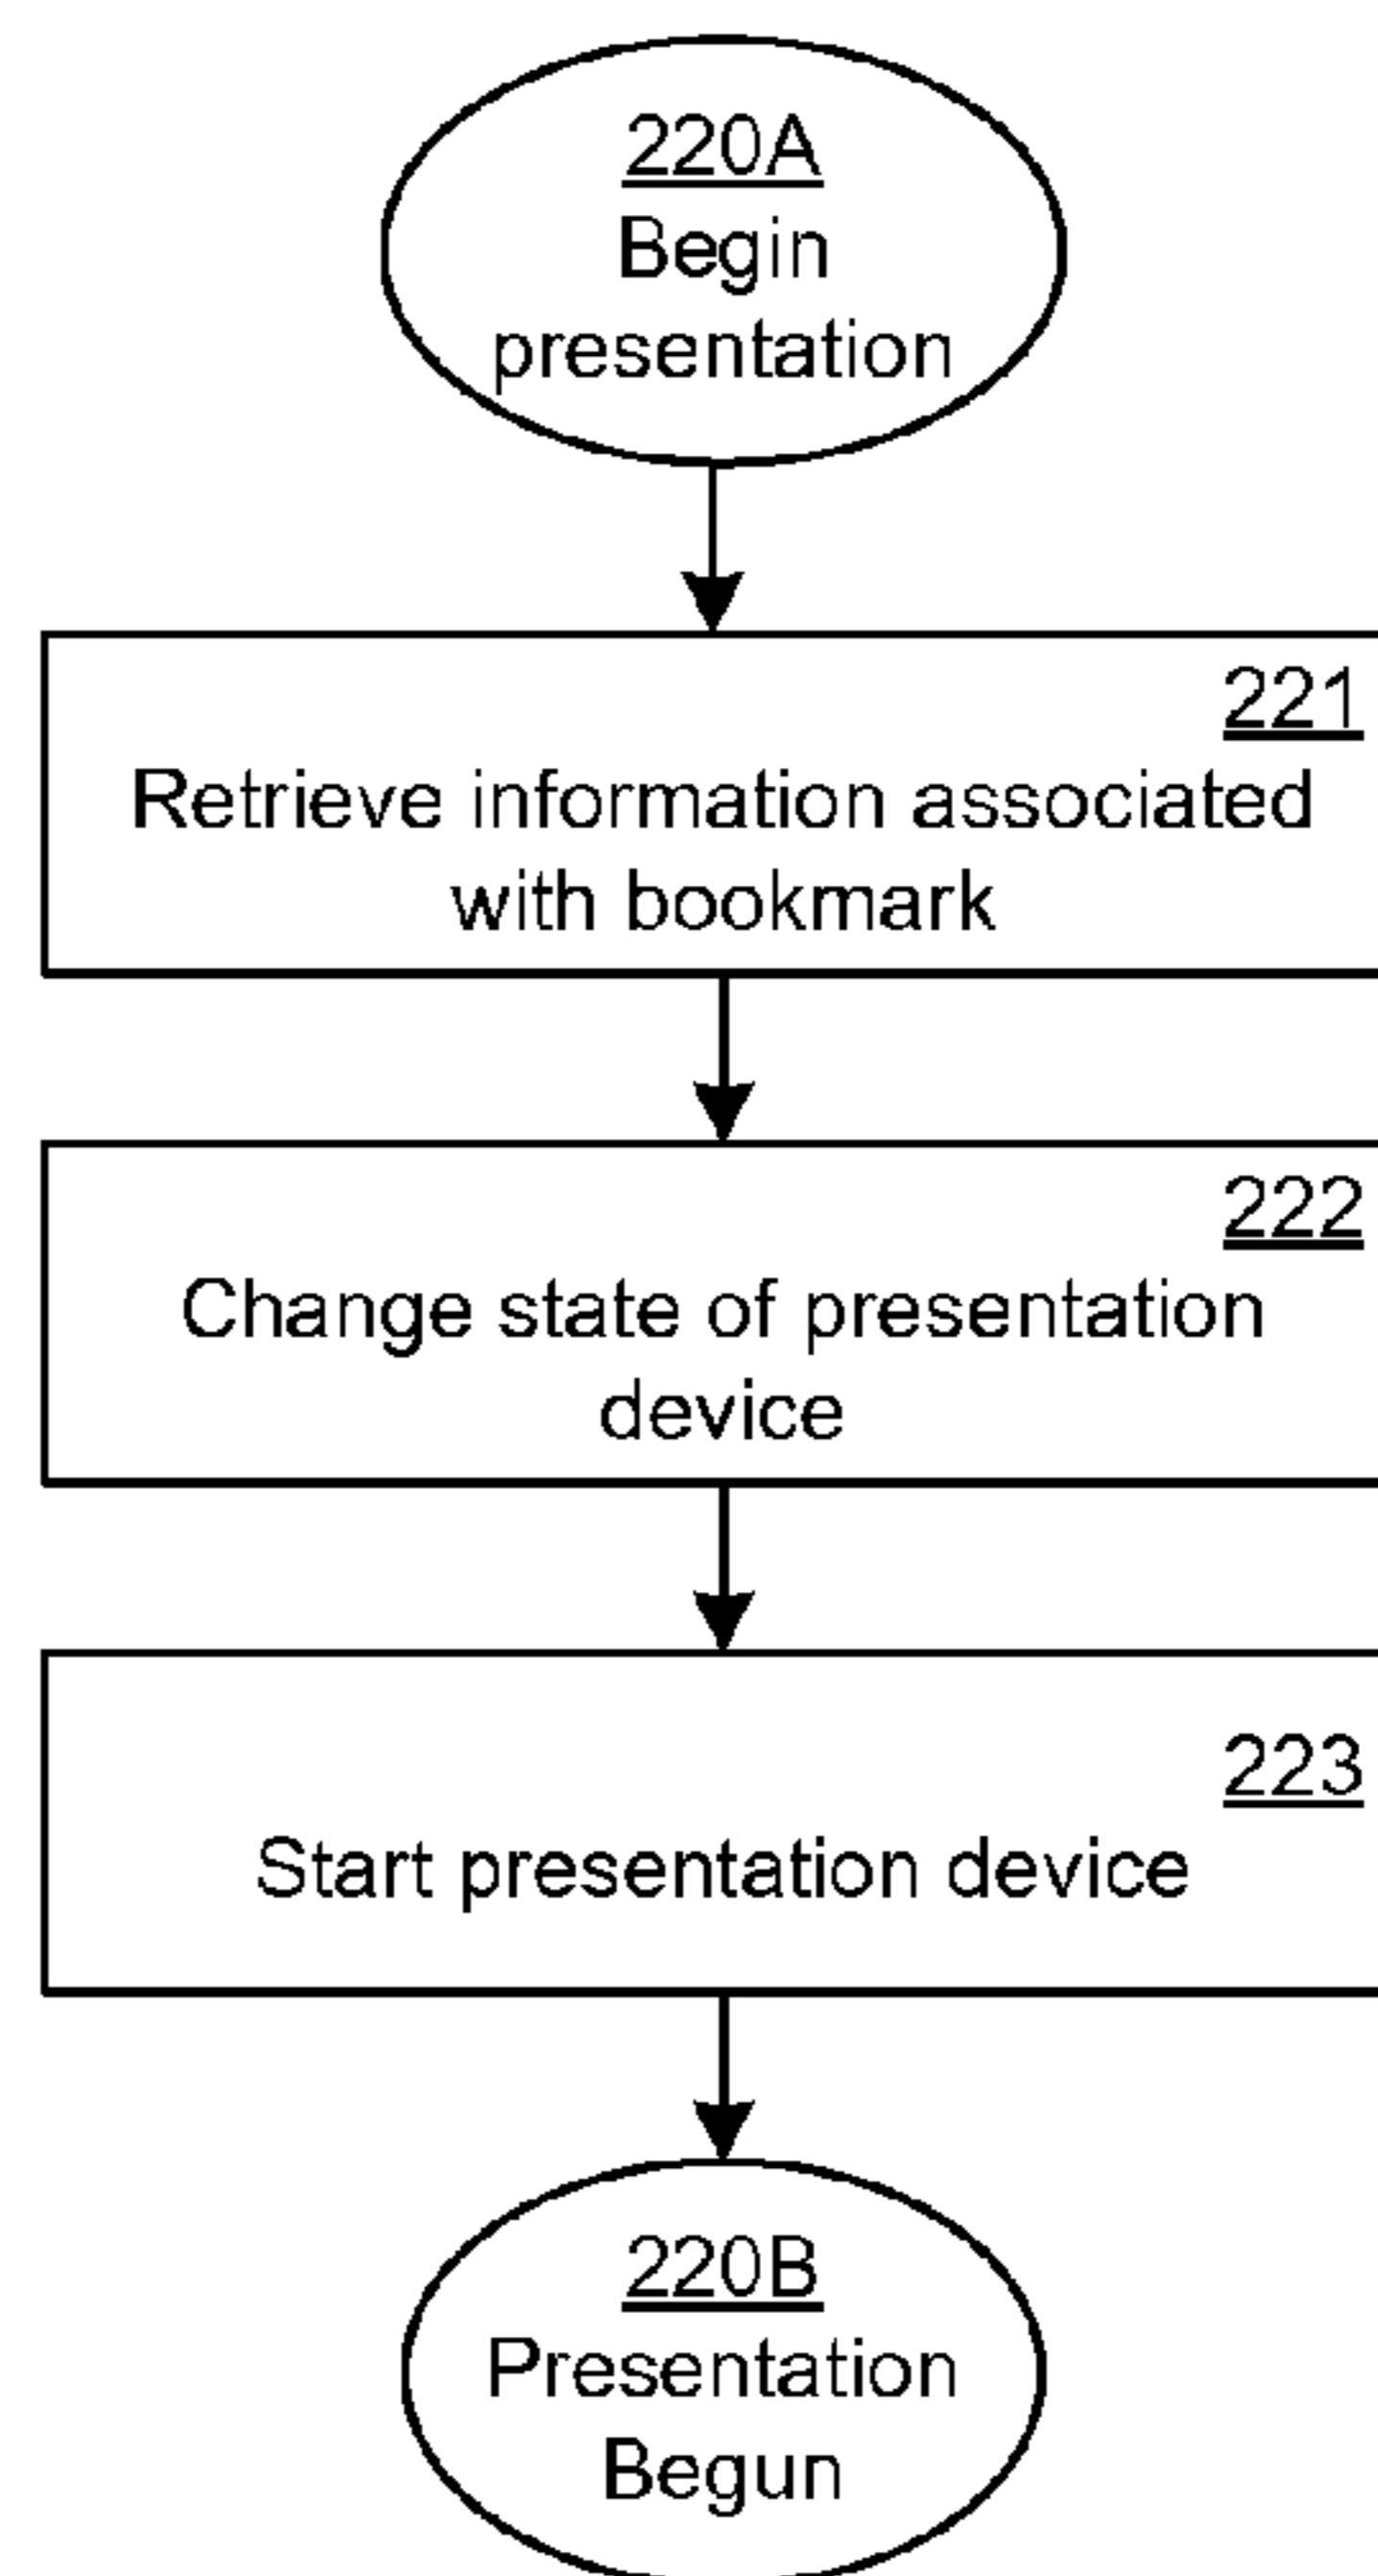 220A
Begin
presentation
221
Retrieve information associated
with bookmark
222
Change state of presentation
device
223
Start presentation device
220B
Presentation
Begun